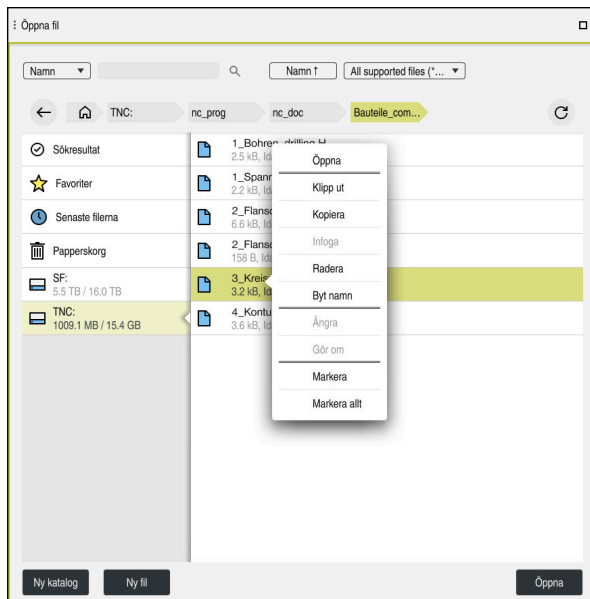 Öppna fil
Namn
Namn ↑
All supported files (*...
TNC:
nc_prog
nc_doc
Bauteile_com...
Sökresultat
Favoriter
Senaste filerna
Papperskorg
SF:
5.5 TB / 16.0 TB
TNC:
1009.1 MB / 15.4 GB
2.5 kB,
1_Spann
2.2 kB,
2_Flansc
6.6 kB,
2_Flansc
158 B,
3_Kreis
3.2 kB,
4_Kontu
3.6 kB,
Öppna
Klipp ut
Kopiera
Infoga
Radera
Byt namn
Ångra
Gör om
Markera
Markera allt
Ny katalog
Ny fil
Öppna